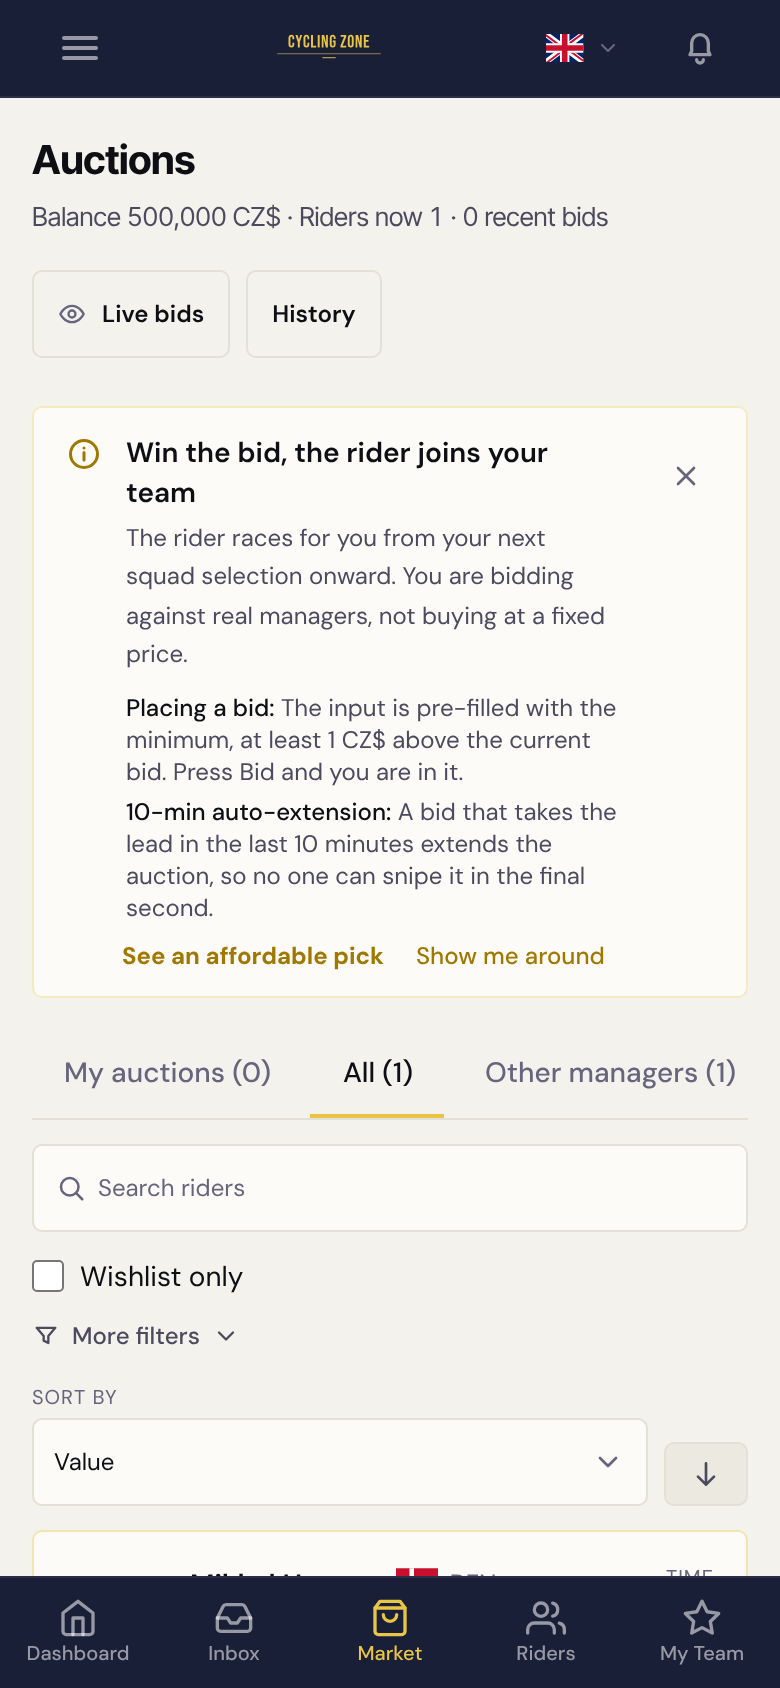 CYCLING ZONE
Auctions
Balance 500,000 CZ$ · Riders now 1 · 0 recent bids
Live bids
History
Win the bid, the rider joins your
team
The rider races for you from your next
squad selection onward. You are bidding
against real managers, not buying at a fixed
price.
Placing a bid: The input is pre-filled with the
minimum, at least 1 CZ$ above the current
bid. Press Bid and you are in it.
10-min auto-extension: A bid that takes the
lead in the last 10 minutes extends the
auction, so no one can snipe it in the final
second.
See an affordable pick
Show me around
My auctions (0)
All (1)
Other managers (1)
Search riders
Wishlist only
More filters
SORT BY
Value
TIME
Dashboard
Inbox
Market
Riders
My Team